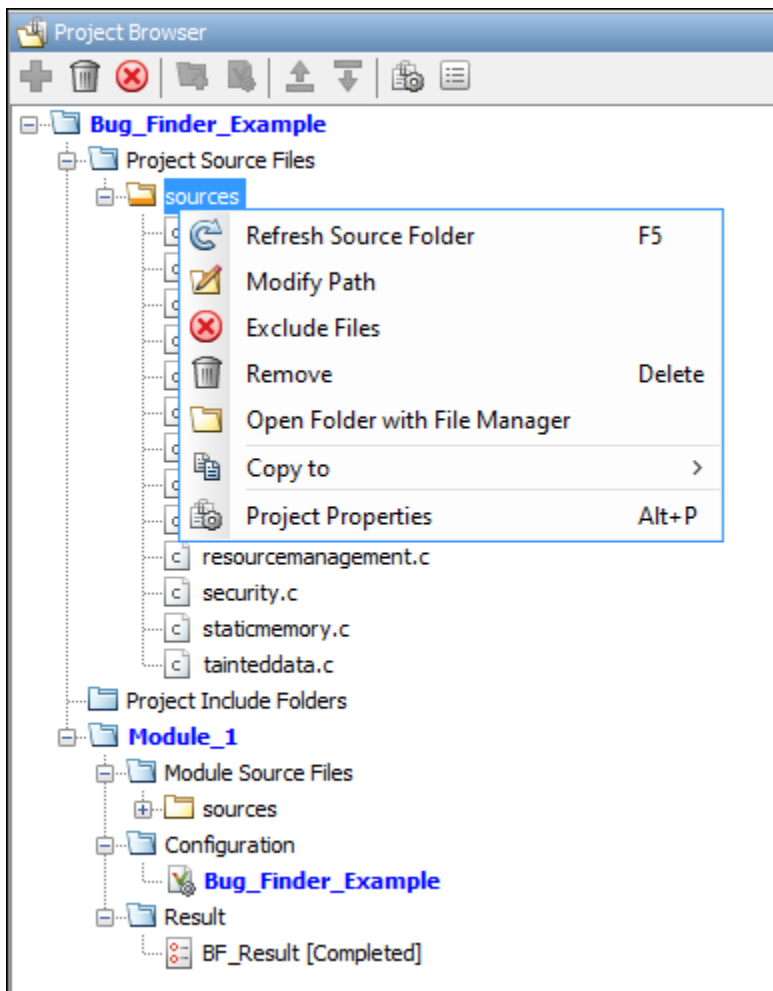 Project Browser
Bug_Finder_Example
Project Source Files
sources
Refresh Source Folder F5
Modify Path
Exclude Files
Remove Delete
Open Folder with File Manager
Copy to >
Project Properties Alt+P
c resourcemanagement.c
c security.c
c staticmemory.c
c tainteddata.c
Project Include Folders
Module_1
Module Source Files
sources
Configuration
Bug_Finder_Example
Result
BF_Result [Completed]